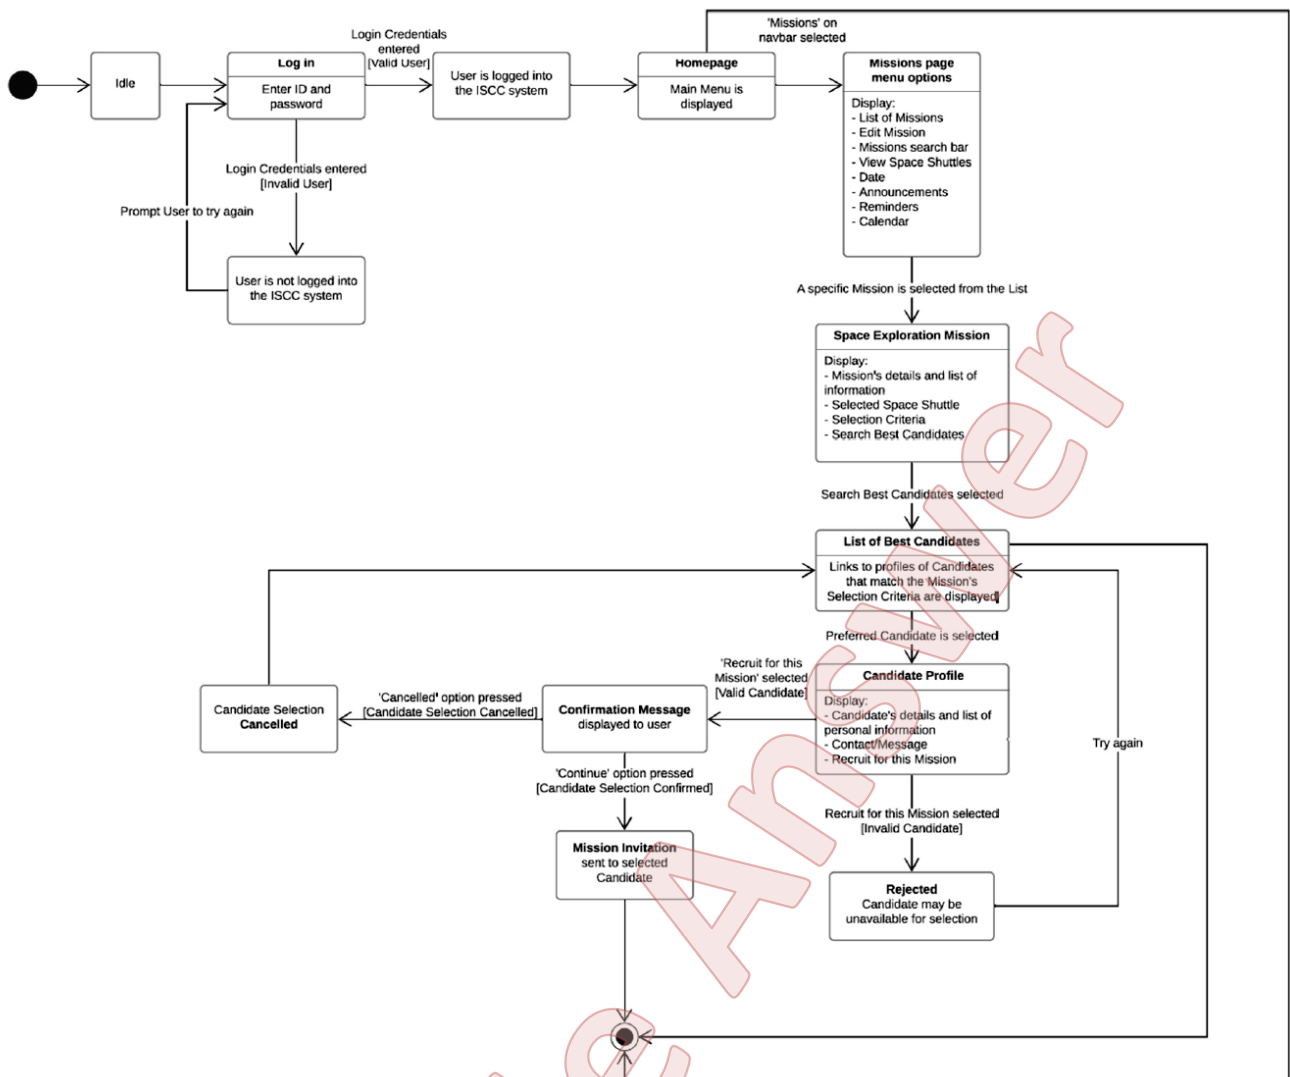 'Missions' on
navbar selected
Login Credentials
entered
[Valid User]
Idle
Log in
Enter ID and
password
User is logged into
the ISCC system
Homepage
Main Menu is
displayed
Missions page
menu options
Display:
- List of Missions
- Edit Mission
- Missions search bar
- View Space Shuttles
- Date
- Announcements
- Reminders
- Calendar
Login Credentials entered
[Invalid User]
Prompt User to try again
User is not logged into
the ISCC system
A specific Mission is selected from the List
Space Exploration Mission
Display:
- Mission's details and list of
information
- Selected Space Shuttle
- Selection Criteria
- Search Best Candidates
Search Best Candidates selected
List of Best Candidates
Links to profiles of Candidates
that match the Mission's
Selection Criteria are displayed
Preferred Candidate is selected
'Recruit for this
Mission' selected
[Valid Candidate]
Candidate Profile
Display:
- Candidate's details and list of
personal information
- Contact/Message
- Recruit for this Mission
'Cancelled' option pressed
[Candidate Selection Cancelled]
Candidate Selection
Cancelled
Confirmation Message
displayed to user
Try again
'Continue' option pressed
[Candidate Selection Confirmed]
Recruit for this Mission selected
[Invalid Candidate]
Mission Invitation
sent to selected
Candidate
Rejected
Candidate may be
unavailable for selection
Answer